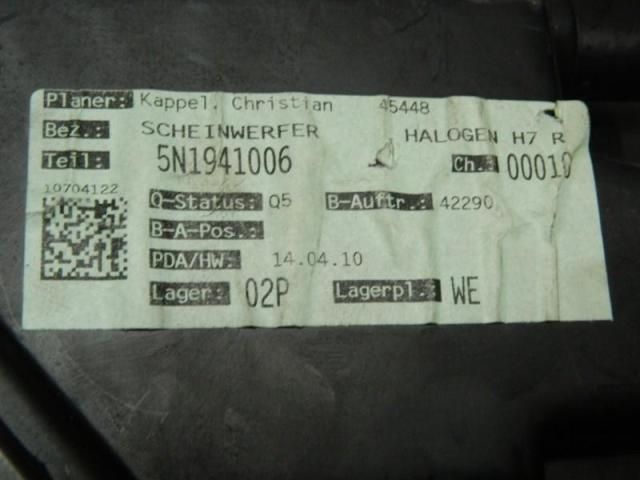 Planer: Kappel, Christian 45448
Bez.: SCHEINWERFER HALOGEN H7 R
Teil: 5N1941006 Ch.: 00010
10704122
Q-Status: Q5 B-Auftr.: 42290
B-A-Pos.:
PDA/HW: 14.04.10
Lager: 02P Lagerpl.: WE